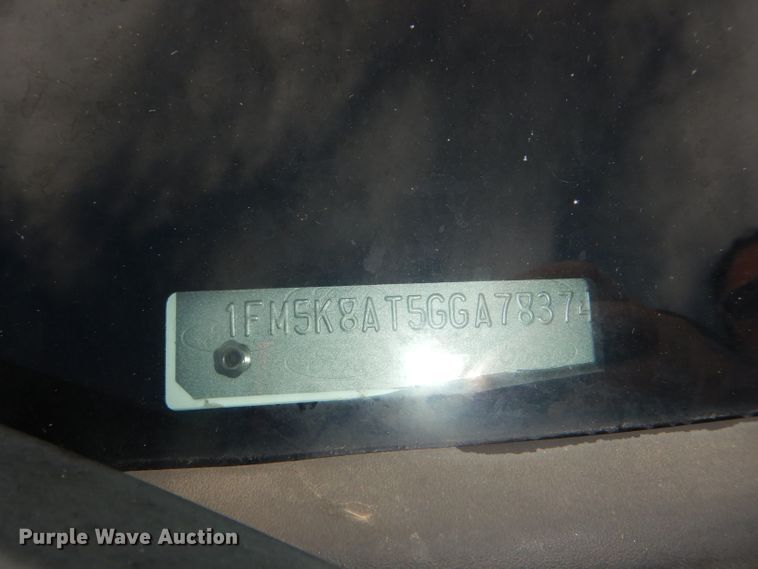 1FM5K8AT5GGA78374
Purple Wave Auction